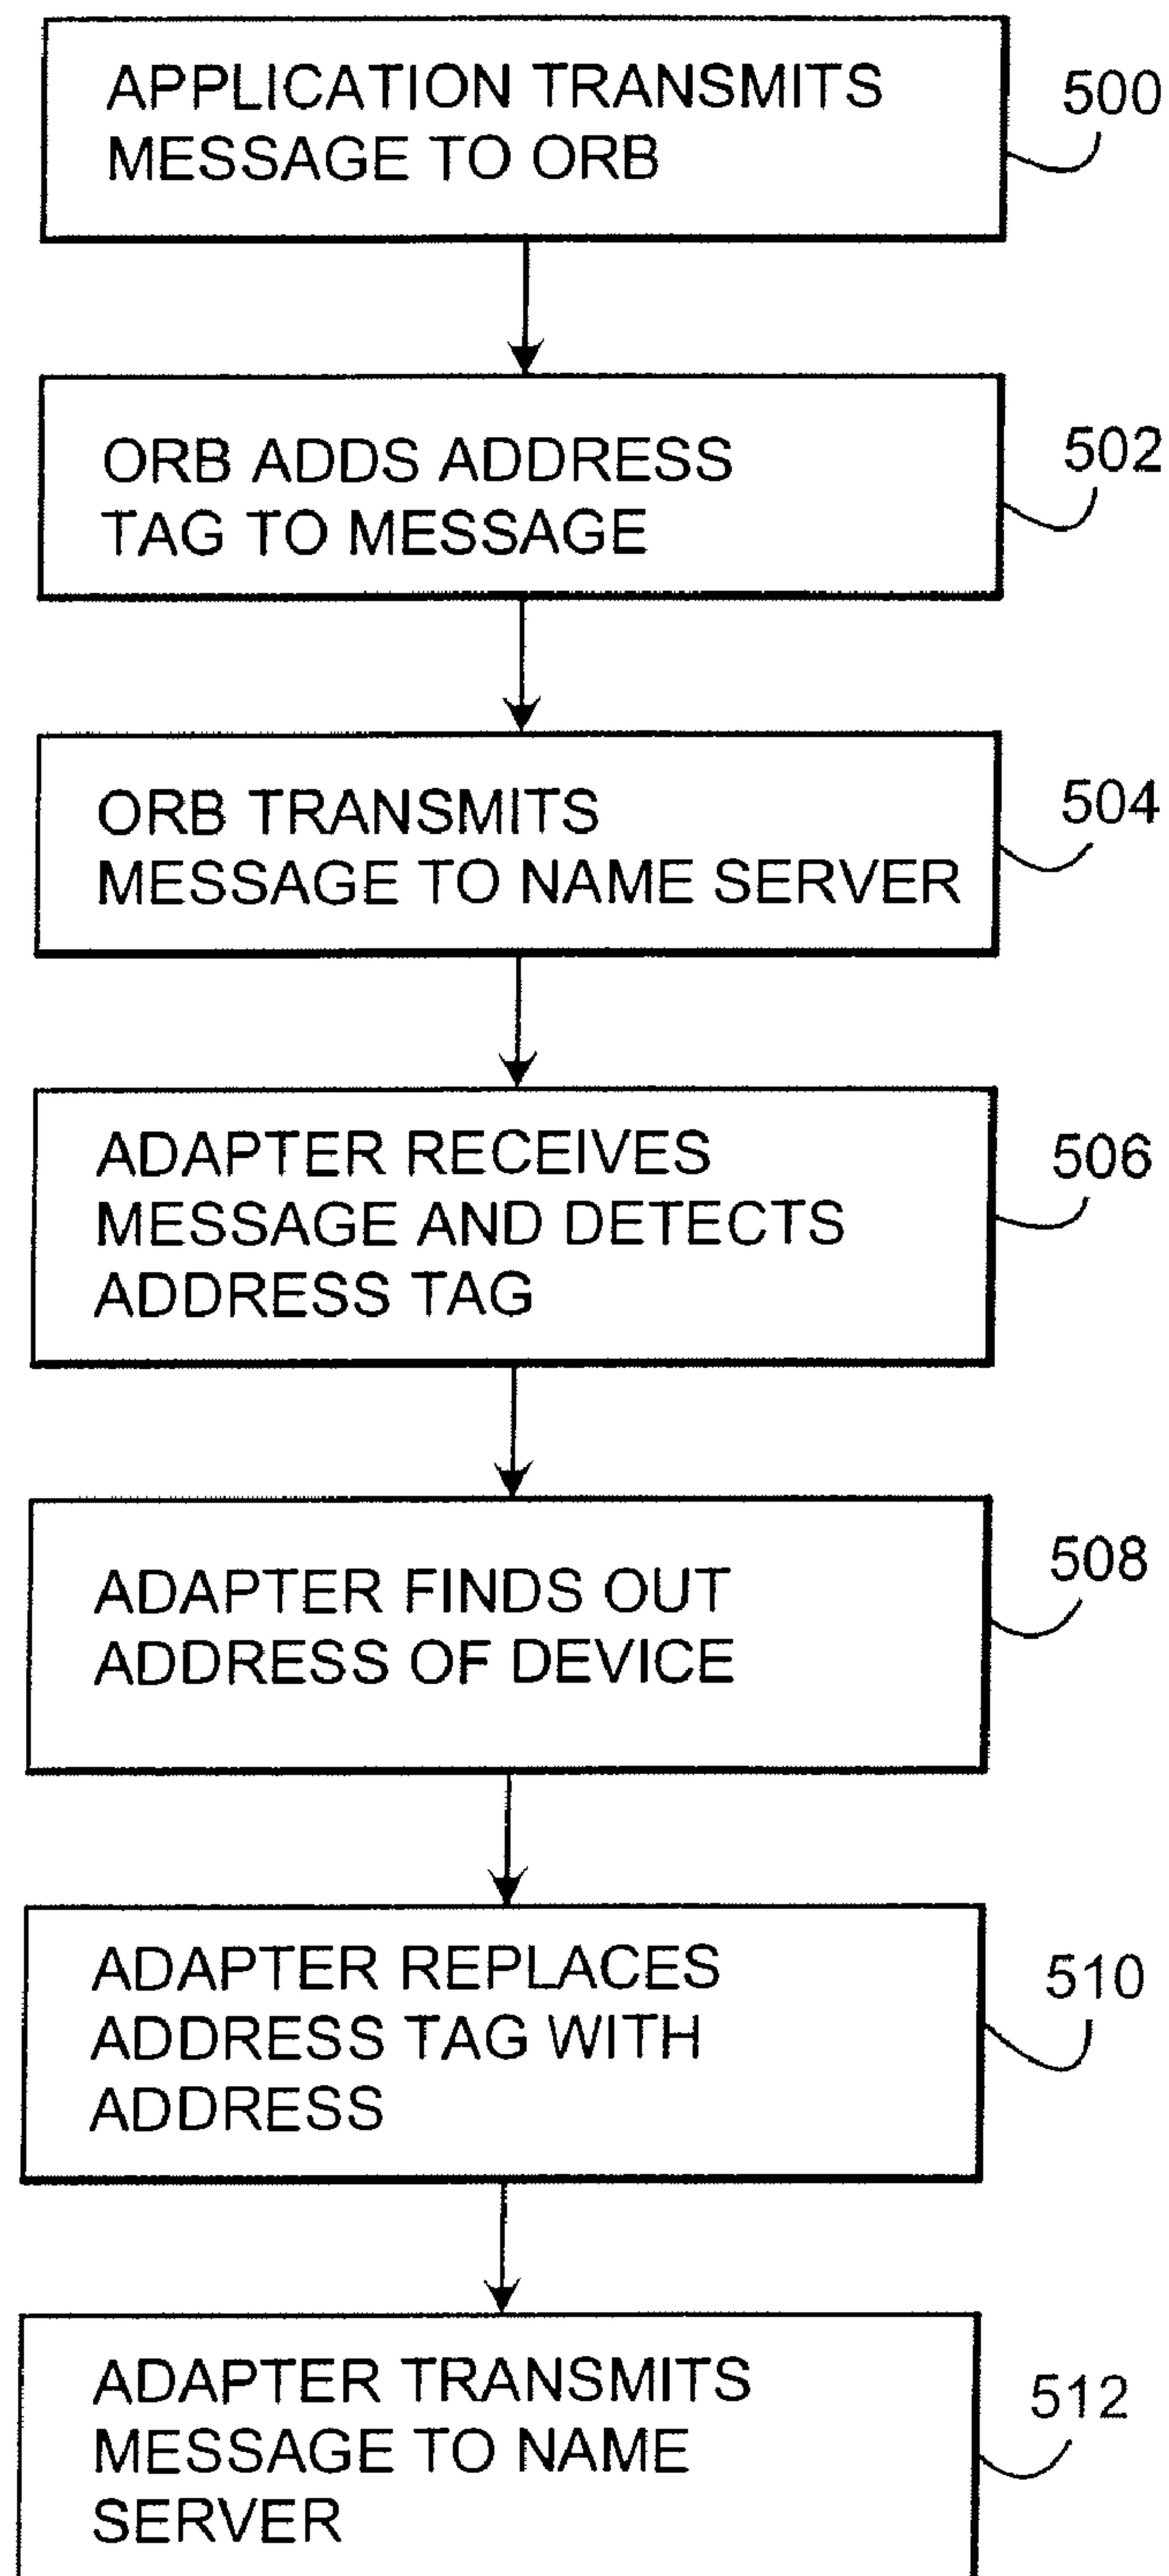 APPLICATION TRANSMITS
MESSAGE TO ORB
500
ORB ADDS ADDRESS
TAG TO MESSAGE
502
ORB TRANSMITS
MESSAGE TO NAME SERVER
504
ADAPTER RECEIVES
MESSAGE AND DETECTS
ADDRESS TAG
506
ADAPTER FINDS OUT
ADDRESS OF DEVICE
508
ADAPTER REPLACES
ADDRESS TAG WITH
ADDRESS
510
ADAPTER TRANSMITS
MESSAGE TO NAME
SERVER
512